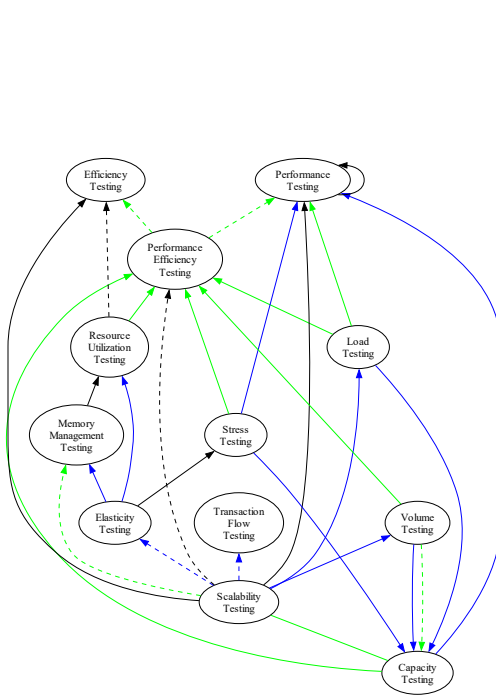 Efficiency
Testing
Performance
Testing
Performance
Efficiency
Testing
Resource
Utilization
Testing
Load
Testing
Memory
Management
Testing
Stress
Testing
Elasticity
Testing
Transaction
Flow
Testing
Volume
Testing
Scalability
Testing
Capacity
Testing